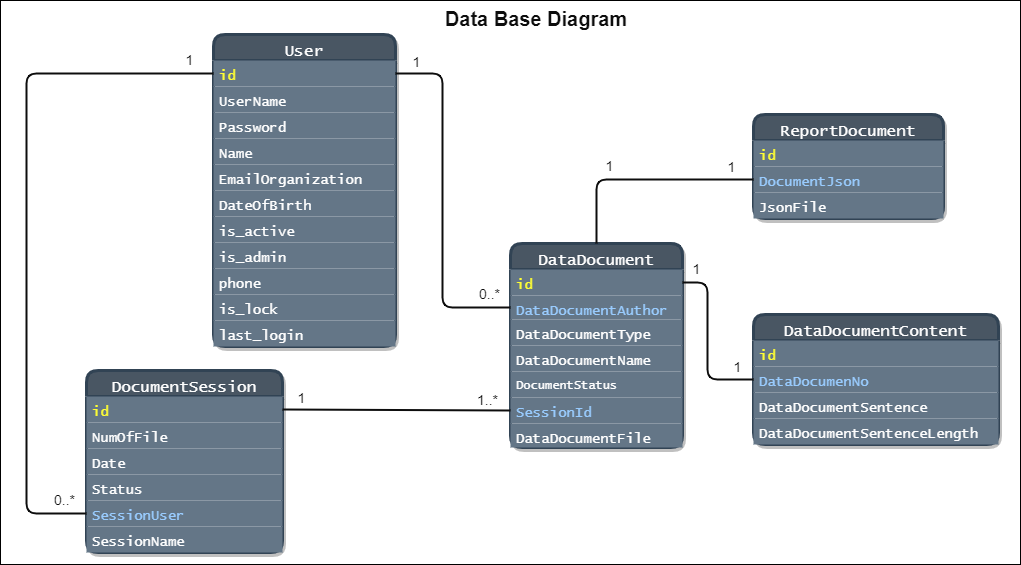 Data Base Diagram
User
id
UserName
Password
Name
EmailOrganization
DateOfBirth
is_active
is_admin
phone
is_lock
last_login
1
1
0..*
0..*
ReportDocument
id
DocumentJson
JsonFile
1
1
DataDocument
id
DataDocumentAuthor
DataDocumentType
DataDocumentName
DocumentStatus
SessionId
DataDocumentFile
1
1
DataDocumentContent
id
DataDocumenNo
DataDocumentSentence
DataDocumentSentenceLength
DocumentSession
id
NumOfFile
Date
Status
SessionUser
SessionName
1
1..*